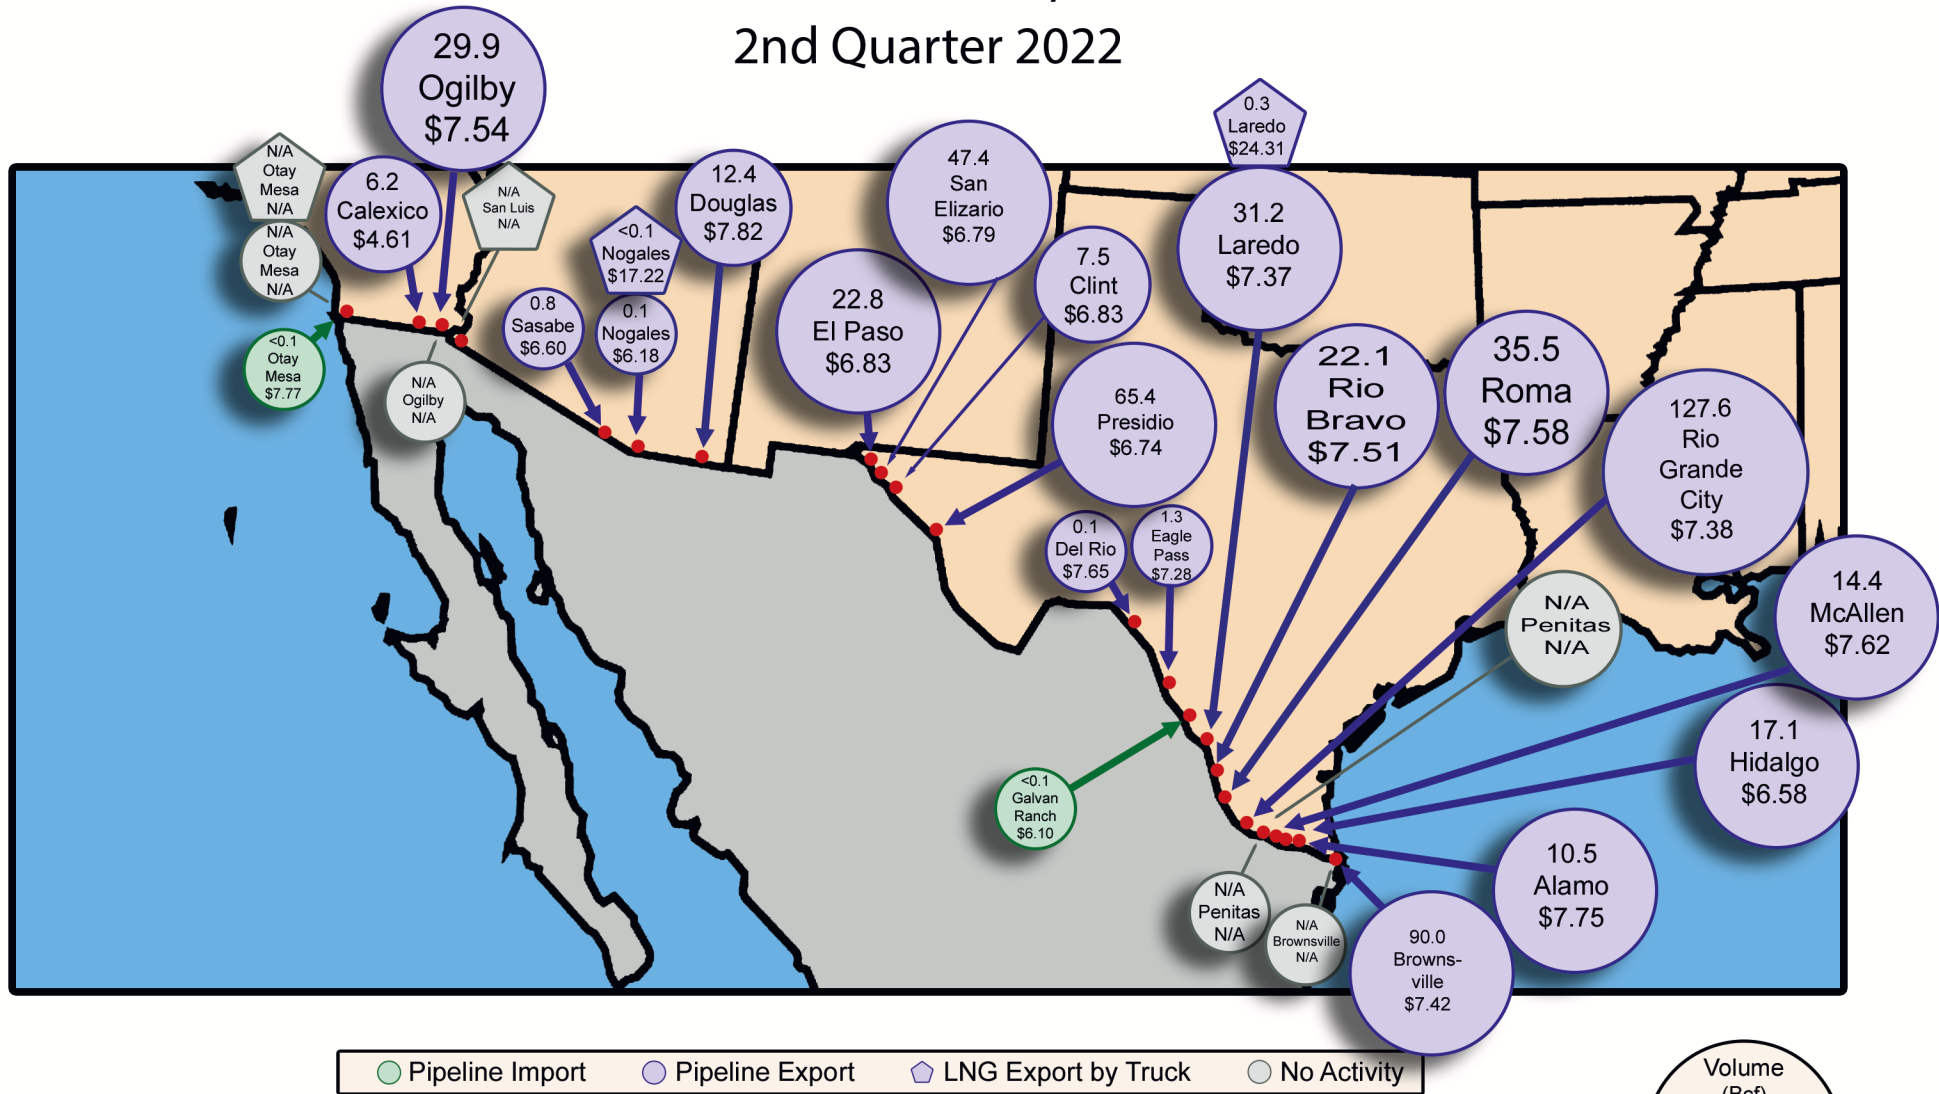 2nd Quarter 2022
29.9
Ogilby
$7.54
N/A
Otay
Mesa
N/A
N/A
Otay
Mesa
N/A
<0.1
Otay
Mesa
$7.77
6.2
Calexico
$4.61
N/A
San Luis
N/A
N/A
Ogilby
N/A
0.8
Sasabe
$6.60
<0.1
Nogales
$17.22
0.1
Nogales
$6.18
12.4
Douglas
$7.82
22.8
El Paso
$6.83
47.4
San
Elizario
$6.79
7.5
Clint
$6.83
65.4
Presidio
$6.74
0.1
Del Rio
$7.65
1.3
Eagle
Pass
$7.28
0.3
Laredo
$24.31
31.2
Laredo
$7.37
22.1
Rio
Bravo
$7.51
35.5
Roma
$7.58
127.6
Rio
Grande
City
$7.38
N/A
Penitas
N/A
14.4
McAllen
$7.62
17.1
Hidalgo
$6.58
10.5
Alamo
$7.75
90.0
Browns-
ville
$7.42
<0.1
Galvan
Ranch
$6.10
N/A
Penitas
N/A
N/A
Brownsville
N/A
Pipeline Import
Pipeline Export
LNG Export by Truck
No Activity
Volume
(Bcf)